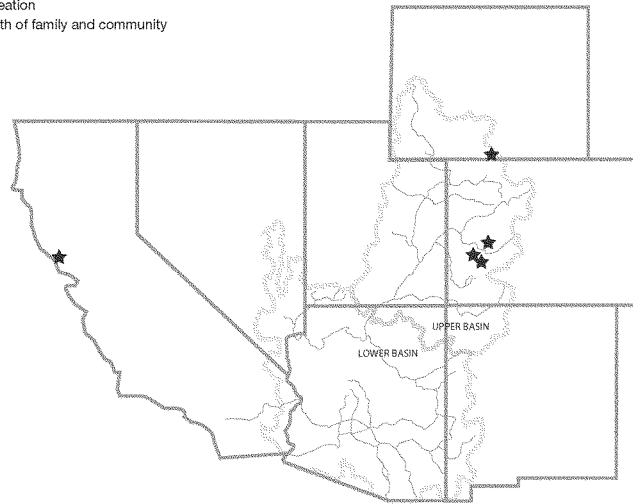 eation
th of family and community
UPPER BASIN
LOWER BASIN